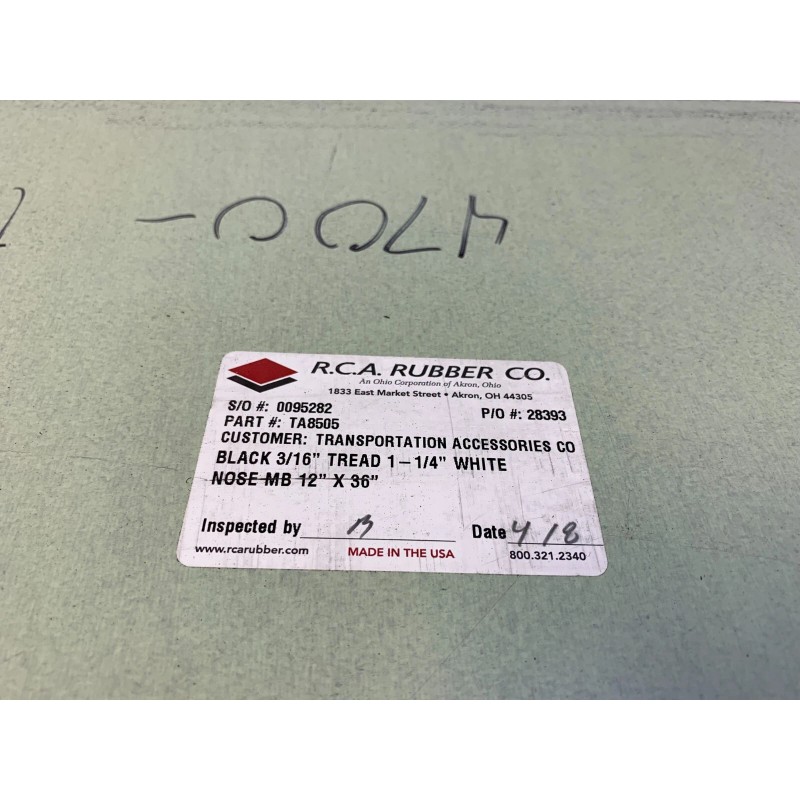 4700-
R.C.A. RUBBER CO.
An Ohio Corporation of Akron, Ohio
1833 East Market Street • Akron, OH 44305
S/O #: 0095282 P/O #: 28393
PART #: TA8505
CUSTOMER: TRANSPORTATION ACCESSORIES CO
BLACK 3/16" TREAD 1-1/4" WHITE
NOSE MB 12" X 36"
Inspected by Date 4/8
www.rcarubber.com MADE IN THE USA 800.321.2340